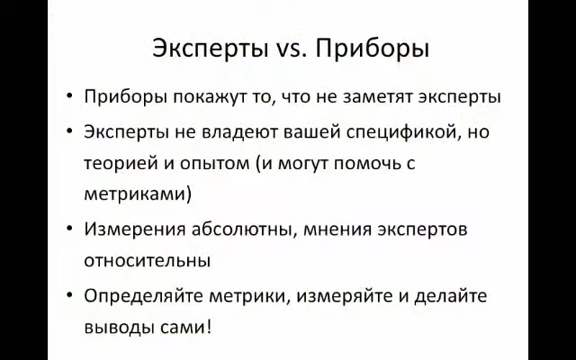 Эксперты vs. Приборы
• Приборы покажут то, что не заметят эксперты
• Эксперты не владеют вашей спецификой, но
теорией и опытом (и могут помочь с
метриками)
• Измерения абсолютны, мнения экспертов
относительны
• Определяйте метрики, измеряйте и делайте
выводы сами!